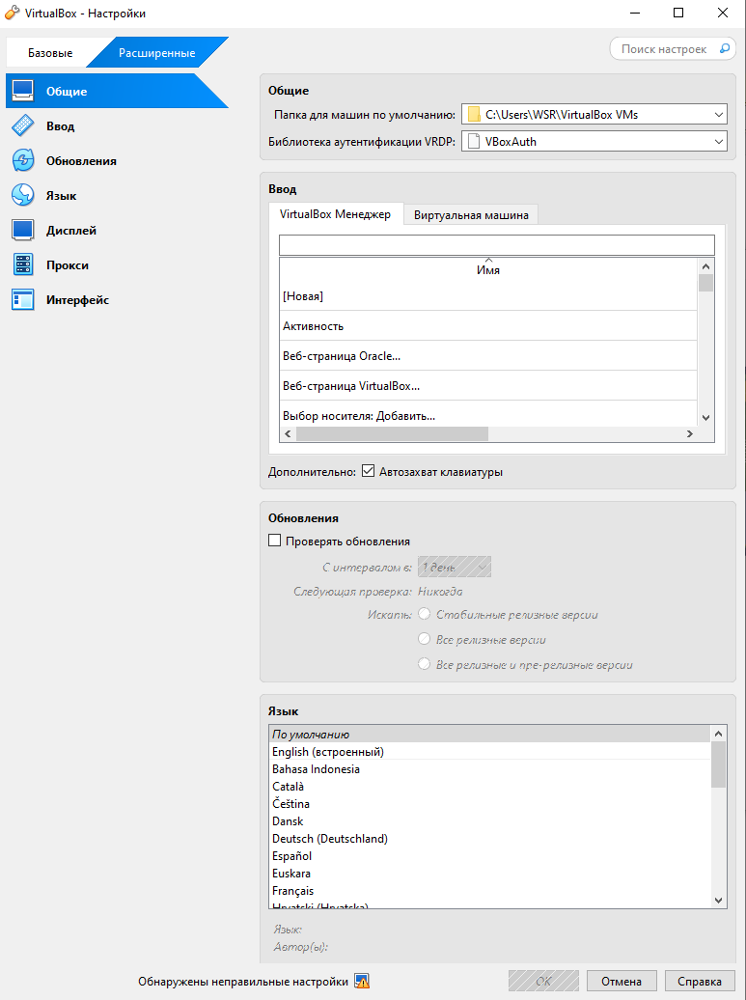 VirtualBox - Настройки
Базовые
Расширенные
Поиск настроек
Общие
Ввод
Обновления
Язык
Дисплей
Прокси
Интерфейс
Общие
Папка для машин по умолчанию: C:\Users\WSR\VirtualBox VMs
Библиотека аутентификации VRDP: VBoxAuth
Ввод
VirtualBox Менеджер
Виртуальная машина
Имя
[Новая]
Активность
Веб-страница Oracle...
Веб-страница VirtualBox...
Выбор носителя: Добавить...
Дополнительно: Автозахват клавиатуры
Обновления
Проверять обновления
С интервалом в: 1 день
Следующая проверка: Никогда
Искать: Стабильные релизные версии
Все релизные версии
Все релизные и пре-релизные версии
Язык
По умолчанию
English (встроенный)
Bahasa Indonesia
Català
Čeština
Dansk
Deutsch (Deutschland)
Español
Euskara
Français
Hrvatski (Hrvatska)
Язык:
Автор(ы):
Обнаружены неправильные настройки
OK
Отмена
Справка